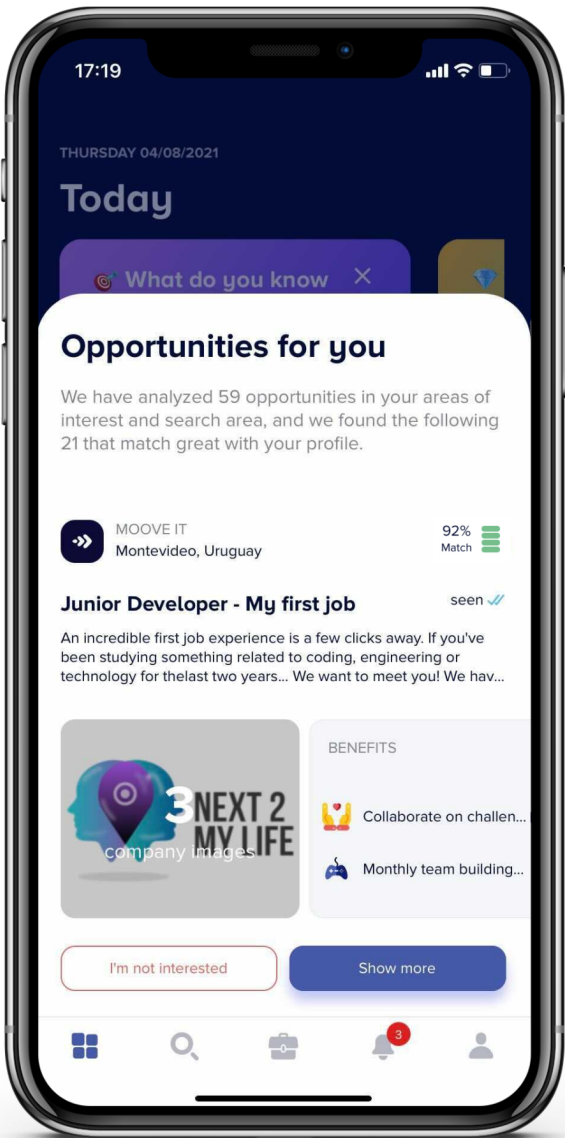 17:19
THURSDAY 04/08/2021
Today
What do you know
Opportunities for you
We have analyzed 59 opportunities in your areas of
interest and search area, and we found the following
21 that match great with your profile.
MOOVE IT
Montevideo, Uruguay
92%
Match
Junior Developer - My first job
seen
An incredible first job experience is a few clicks away. If you've
been studying something related to coding, engineering or
technology for thelast two years... We want to meet you! We hav...
3
company images
NEXT 2
MY LIFE
BENEFITS
Collaborate on challen...
Monthly team building...
I'm not interested
Show more
3